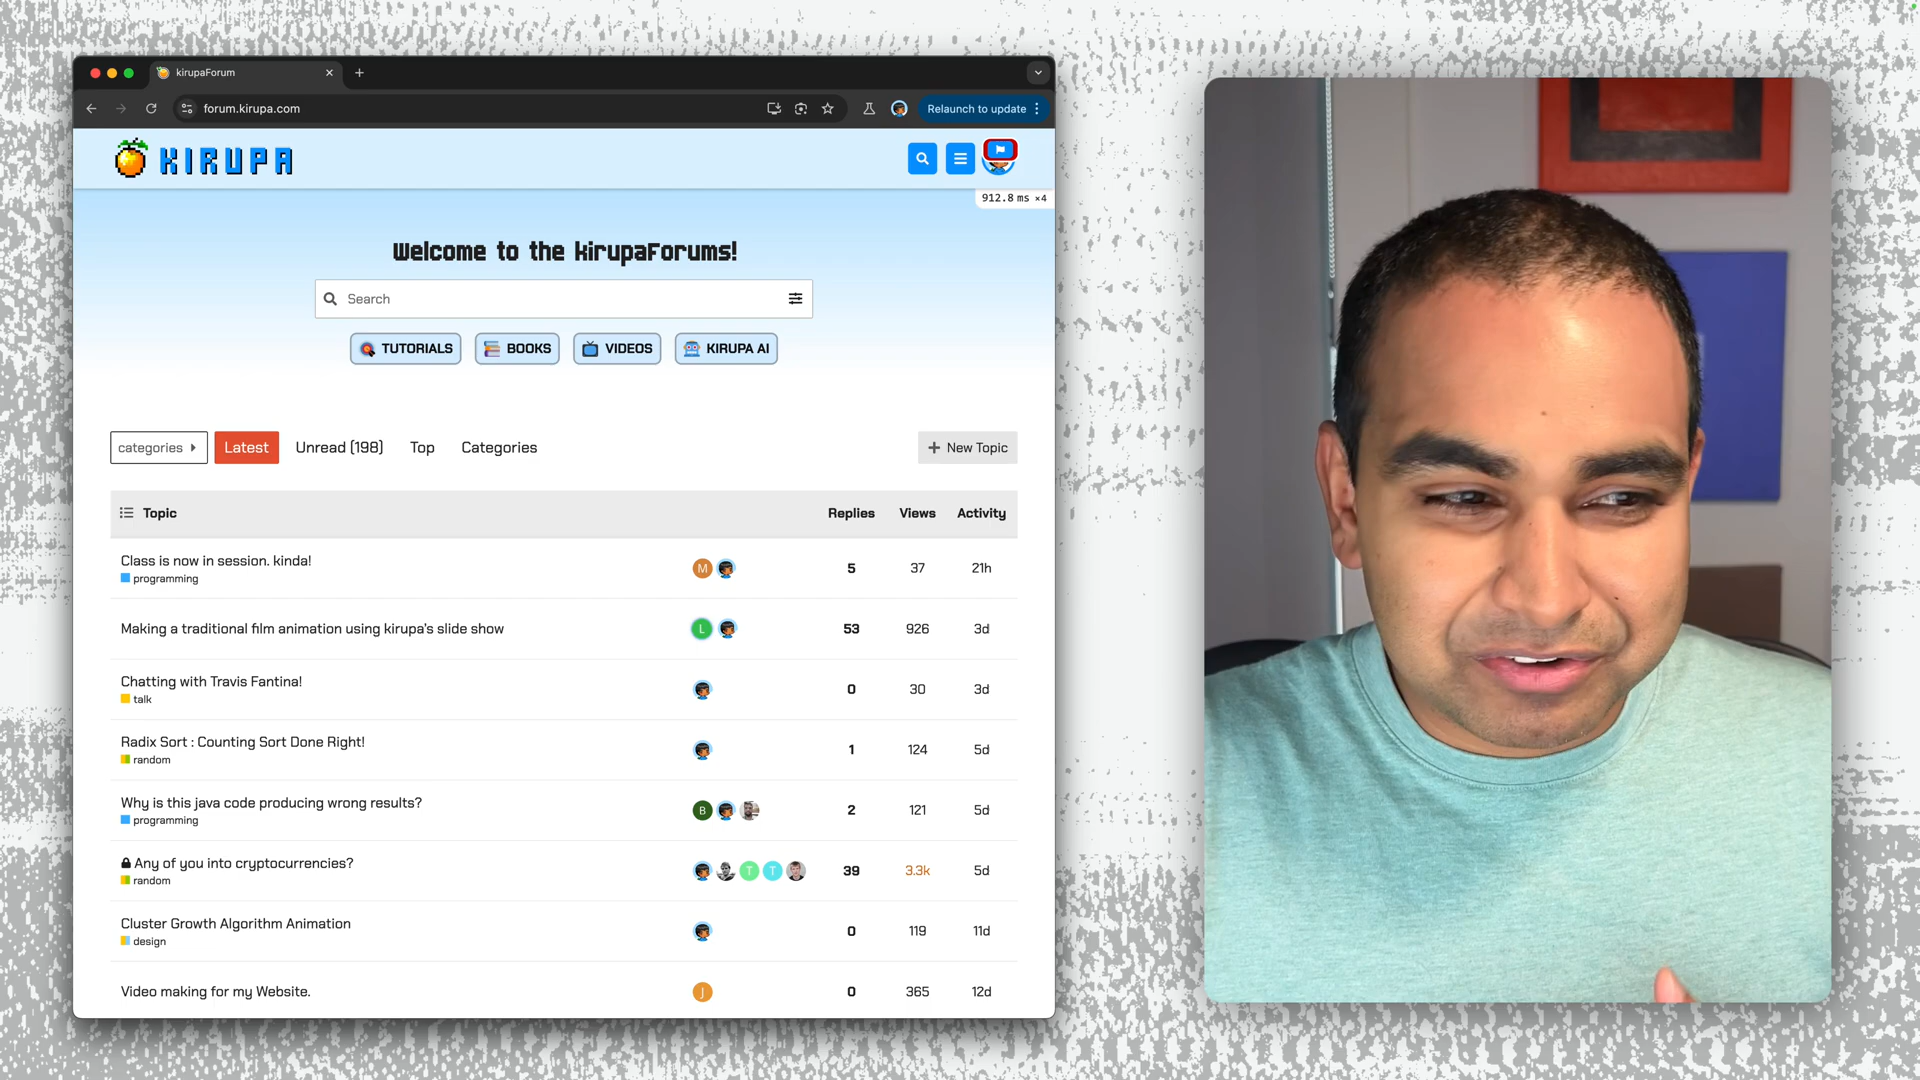 kirupaForum
forum.kirupa.com
Relaunch to update
KIRUPA
912.8 ms ×4
Welcome to the kirupaForums!
Search
TUTORIALS BOOKS VIDEOS KIRUPA AI
categories Latest Unread (198) Top Categories New Topic
Topic Replies Views Activity
Class is now in session. kinda! M 5 37 21h
programming
Making a traditional film animation using kirupa's slide show L 53 926 3d
Chatting with Travis Fantina! 0 30 3d
talk
Radix Sort : Counting Sort Done Right! 1 124 5d
random
Why is this java code producing wrong results? B 2 121 5d
programming
Any of you into cryptocurrencies? T T 39 3.3k 5d
random
Cluster Growth Algorithm Animation 0 119 11d
design
Video making for my Website. J 0 365 12d